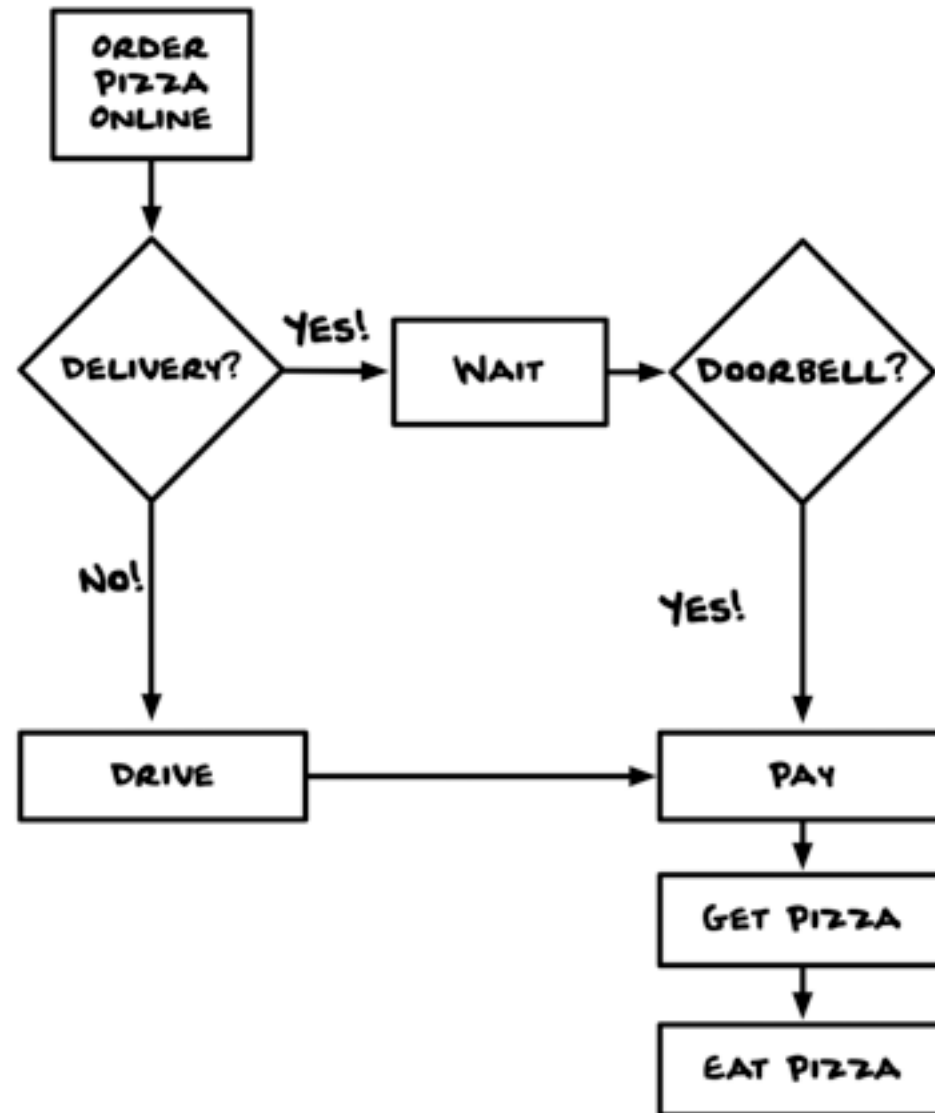 ORDER
PIZZA
ONLINE
DELIVERY?
YES!
WAIT
DOORBELL?
NO!
YES!
DRIVE
PAY
GET PIZZA
EAT PIZZA